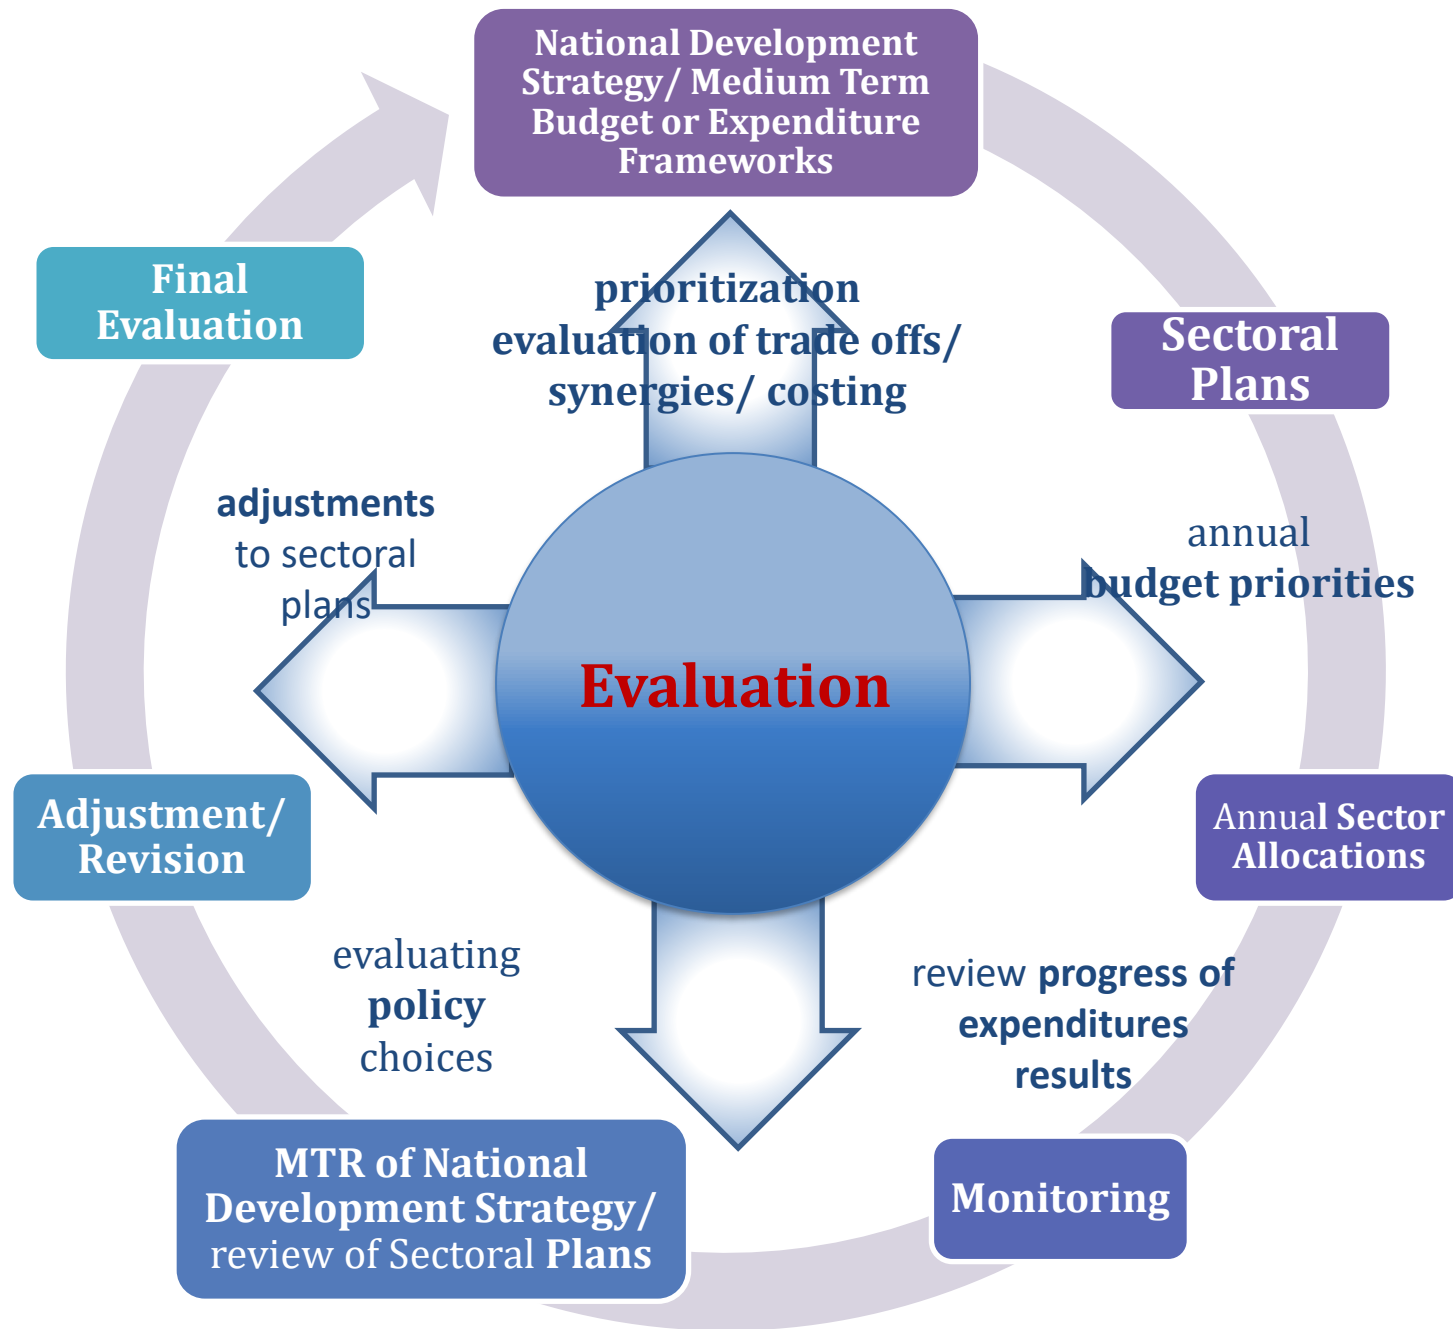 National Development
Strategy/ Medium Term
Budget or Expenditure
Frameworks
Final
Evaluation
prioritization
evaluation of trade offs/
synergies/ costing
Sectoral
Plans
adjustments
to sectoral
plans
annual
budget priorities
Evaluation
Adjustment/
Revision
Annual Sector
Allocations
evaluating
policy
choices
review progress of
expenditures
results
MTR of National
Development Strategy/
review of Sectoral Plans
Monitoring